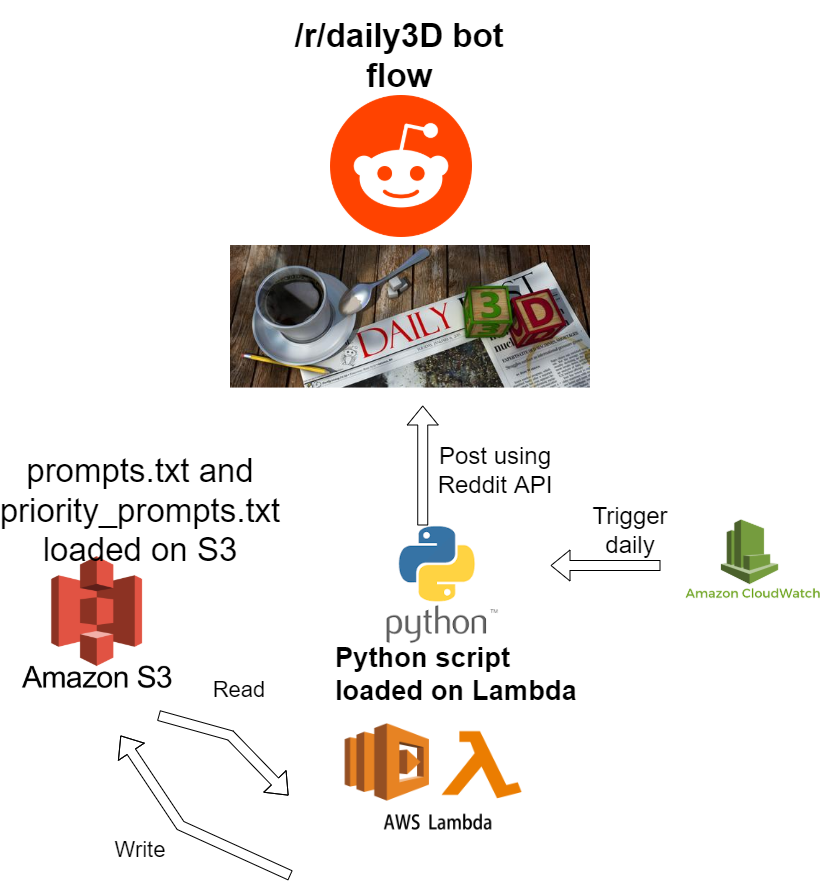 /r/daily3D bot
flow
DAILY
3
D
prompts.txt and
priority_prompts.txt
loaded on S3
Amazon S3
Post using
Reddit API
Trigger
daily
Amazon CloudWatch
python™
Python script
loaded on Lambda
Read
Write
AWS Lambda